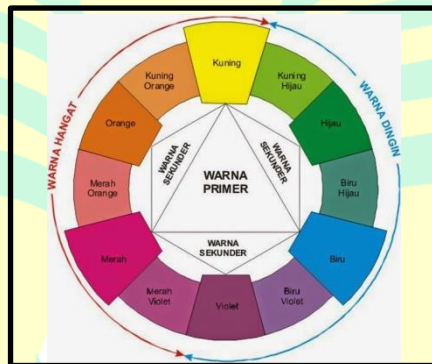 Kuning
Kuning
Orange
Kuning
Hijau
Orange
Hijau
WARNA HANGAT
WARNA DINGIN
WARNA
SEKUNDER
WARNA
SEKUNDER
Merah
Orange
WARNA
PRIMER
Biru
Hijau
WARNA
SEKUNDER
Merah
Biru
Merah
Violet
Violet
Biru
Violet